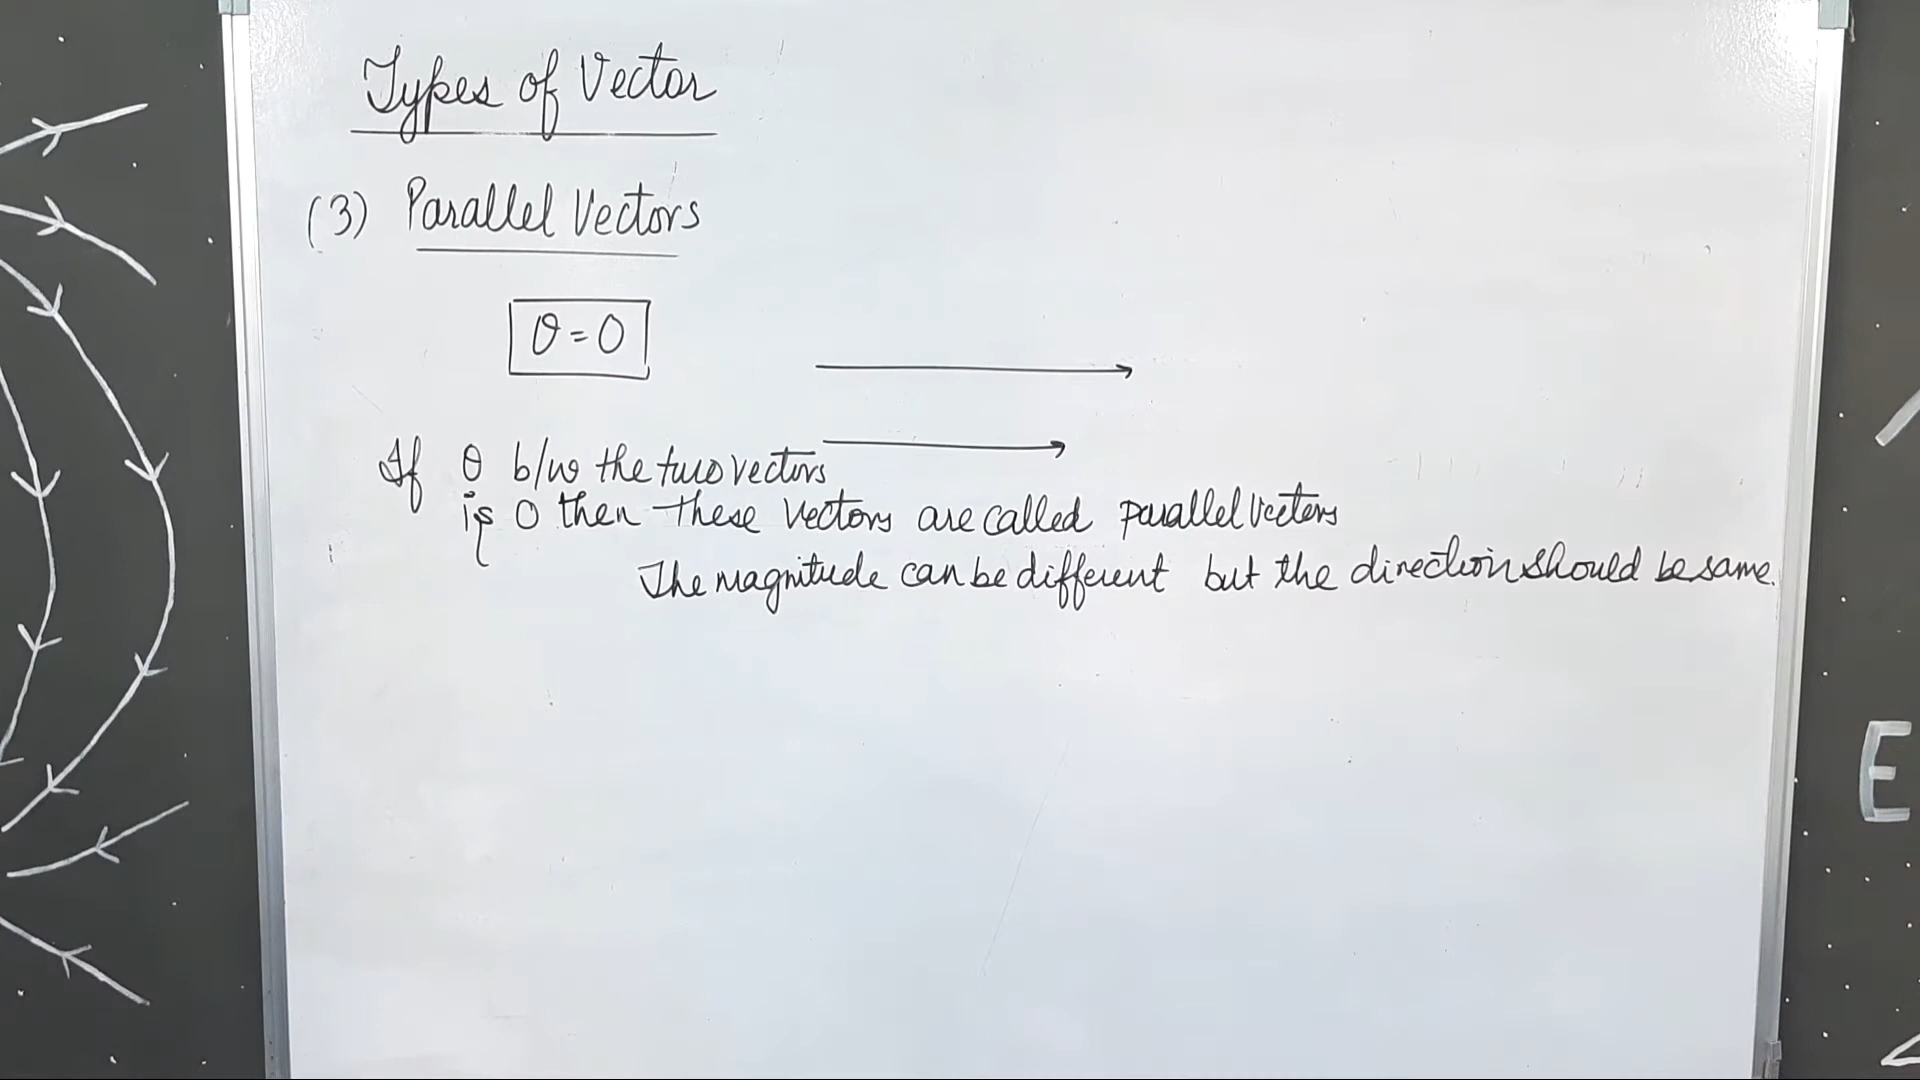 Types of Vector
(3) Parallel Vectors
θ = 0
If θ b/w the two vectors
is 0 then these vectors are called parallel vectors
The magnitude can be different but the direction should be same.
E